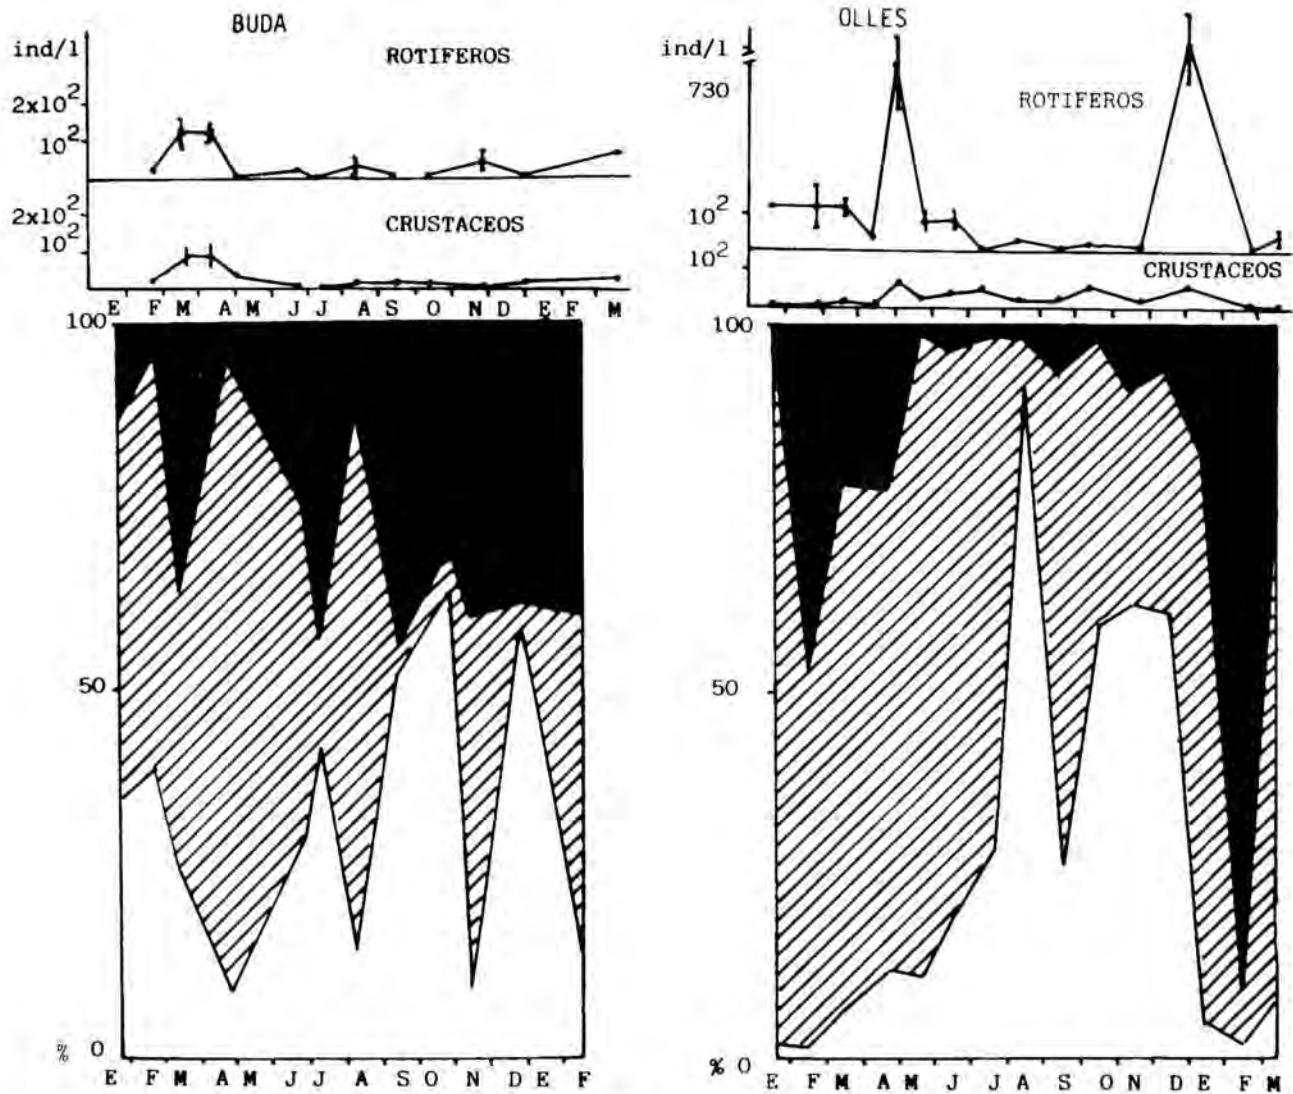 BUDA
ind/l
ROTIFEROS
2x10²
10²
2x10²
CRUSTACEOS
10²
E F M A M J J A S O N D E F M
100
50
% 0
E F M A M J J A S O N D E F
OLLES
ind/l
730
ROTIFEROS
10²
10²
CRUSTACEOS
100
50
% 0
E F M A M J J A S O N D E F M